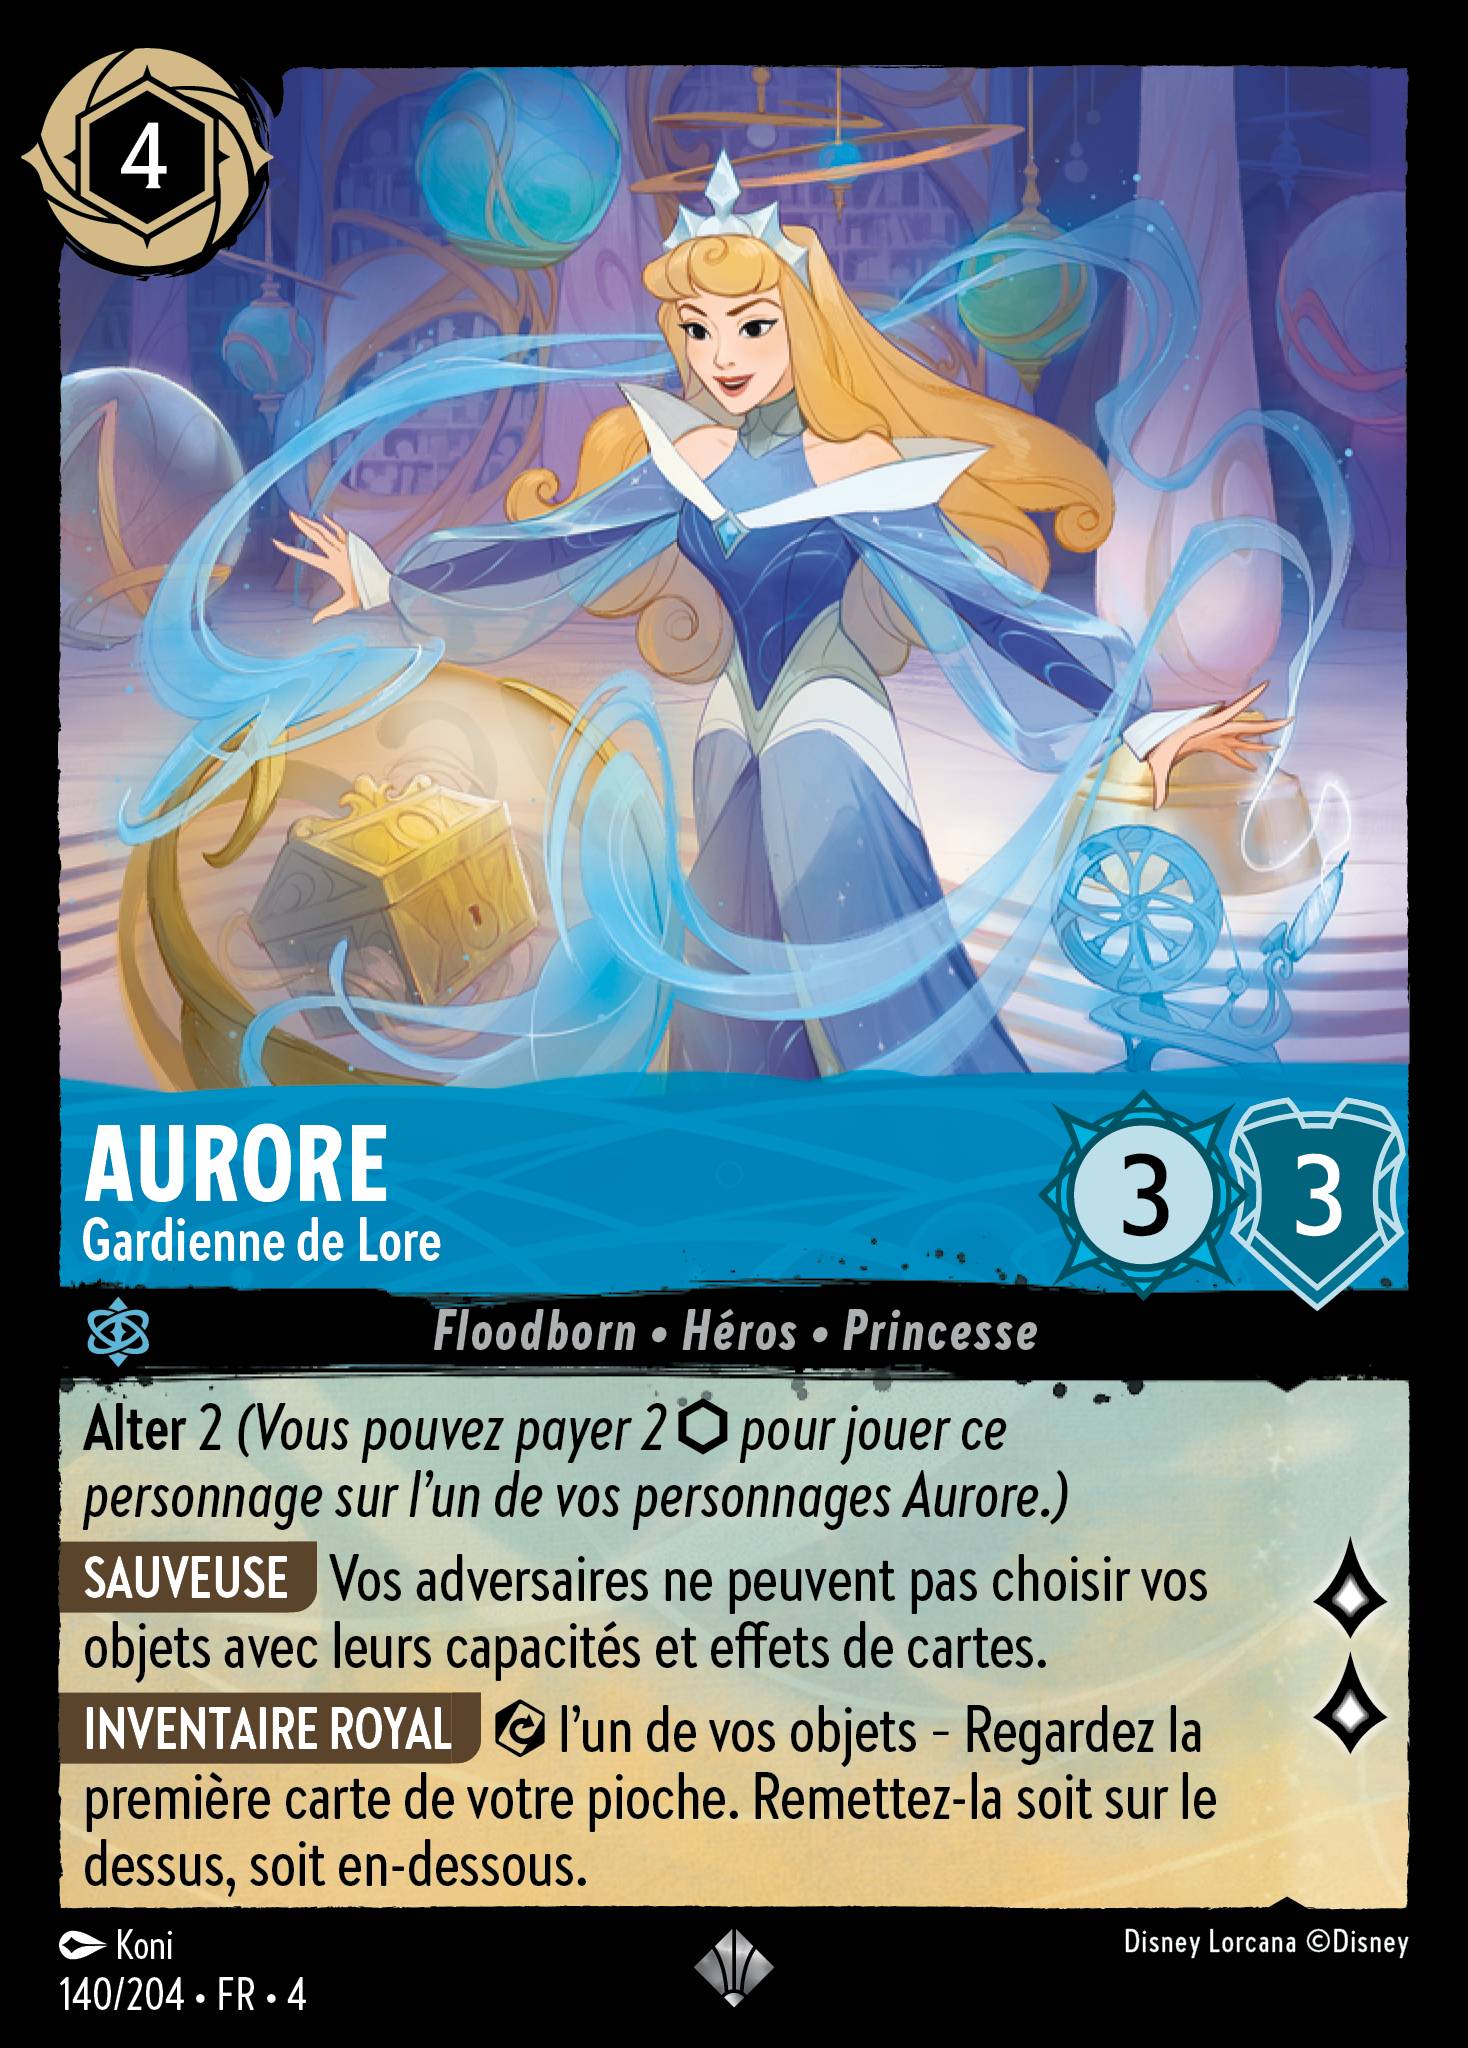 4
AURORE
Gardienne de Lore
3
3
Floodborn • Héros • Princesse
Alter 2 (Vous pouvez payer 2 pour jouer ce
personnage sur l’un de vos personnages Aurore.)
SAUVEUSE Vos adversaires ne peuvent pas choisir vos
objets avec leurs capacités et effets de cartes.
INVENTAIRE ROYAL l’un de vos objets – Regardez la
première carte de votre pioche. Remettez-la soit sur le
dessus, soit en-dessous.
Koni
Disney Lorcana ©Disney
140/204 • FR • 4